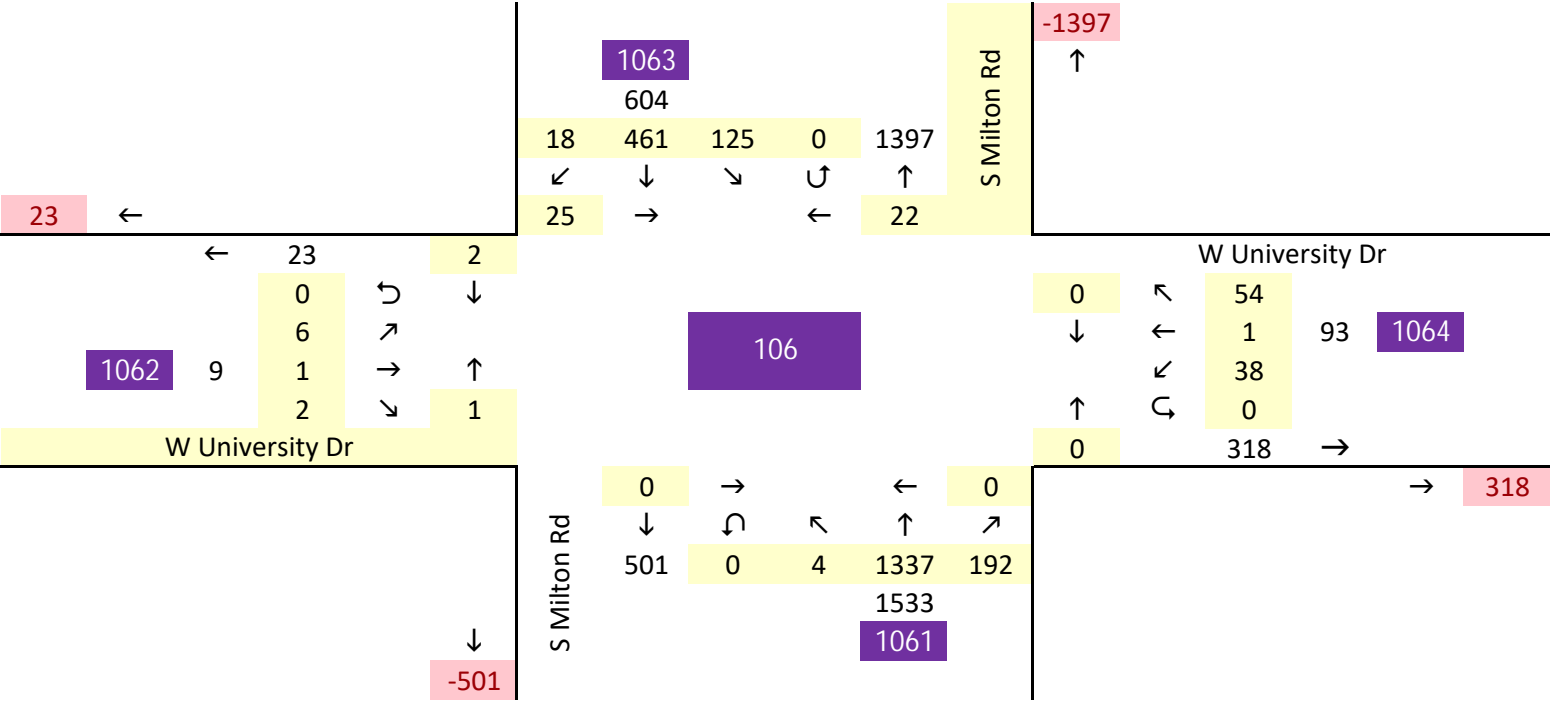 -1397
1063 ↑
604
18 461 125 0 1397
↙ ↓ ↘ ⮍ ↑
S Milton Rd
23 ← 25 → ← 22
← 23 2 W University Dr
0 ⮌ ↓ 0 ↖ 54
6 ↗ 106 ↓ ← 1 93 1064
1062 9 1 → ↑ ↙ 38
2 ↘ 1 ↑ ⮎ 0
W University Dr 0 318 →
0 → ← 0 → 318
↓ ⮏ ↖ ↑ ↗
S Milton Rd
501 0 4 1337 192
1533
↓ 1061
-501